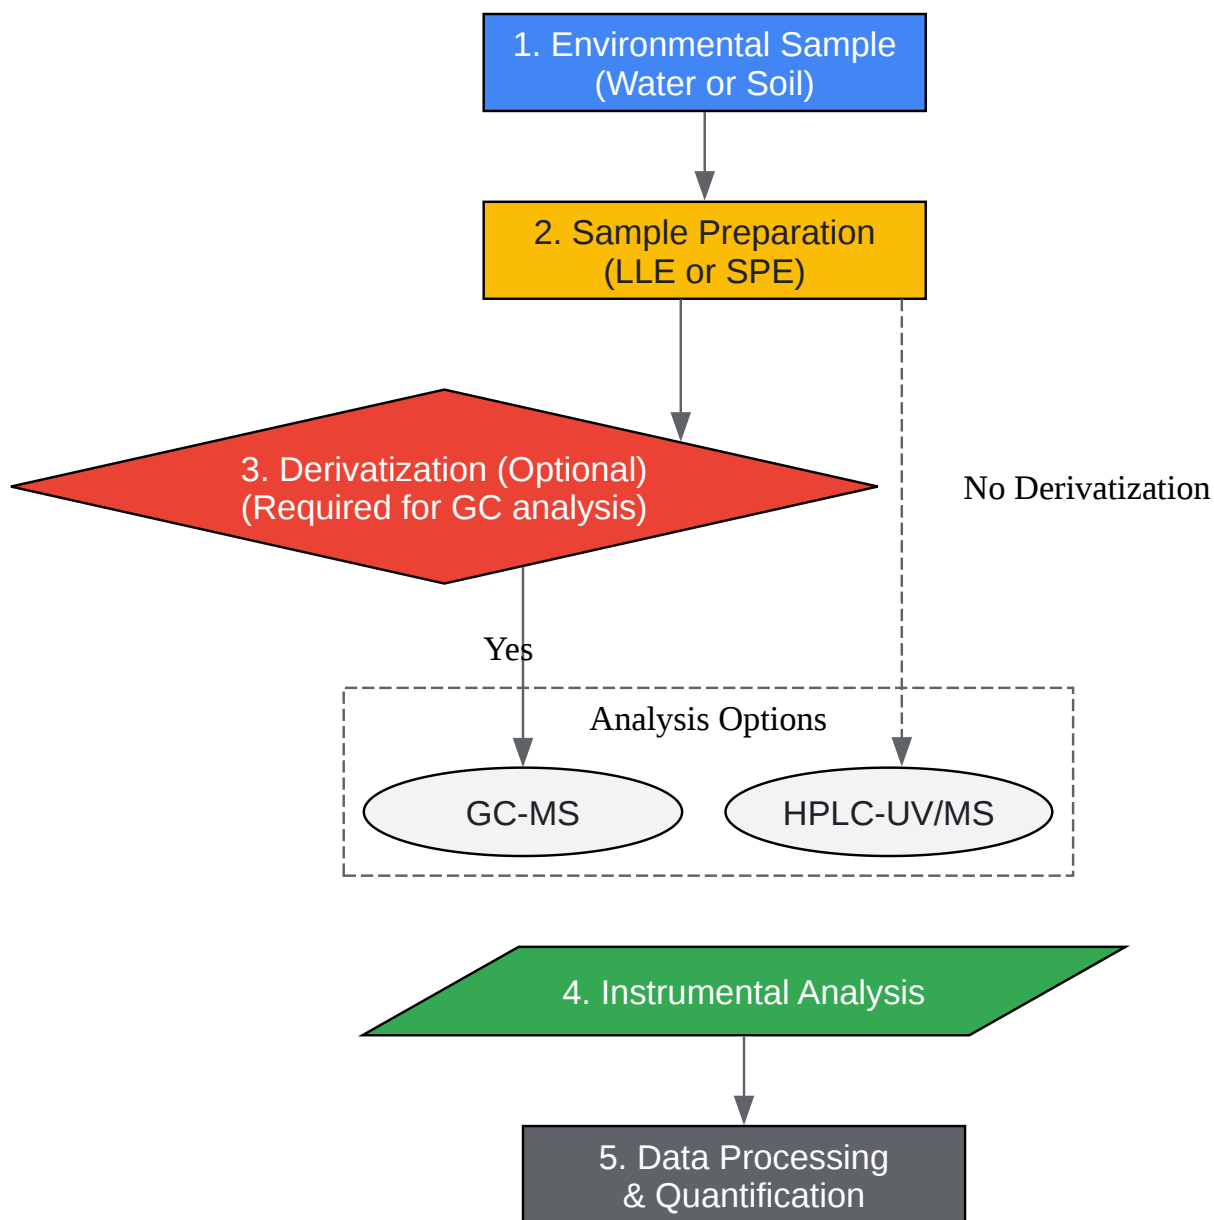 1. Environmental Sample
(Water or Soil)
2. Sample Preparation
(LLE or SPE)
3. Derivatization (Optional)
(Required for GC analysis)
No Derivatization
Yes
Analysis Options
GC-MS
HPLC-UV/MS
4. Instrumental Analysis
5. Data Processing
& Quantification